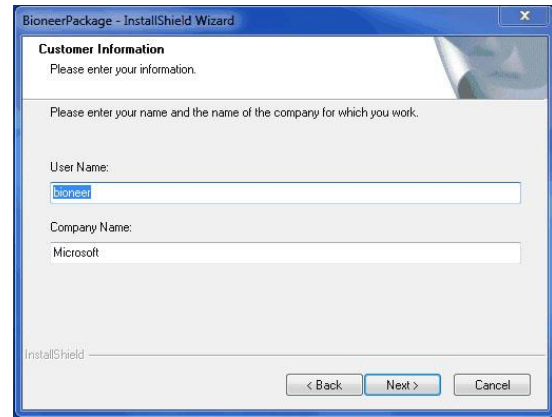 BioneerPackage - InstallShield Wizard
Customer Information
Please enter your information.
Please enter your name and the name of the company for which you work.
User Name:
bioneer
Company Name:
Microsoft
InstallShield
< Back
Next >
Cancel